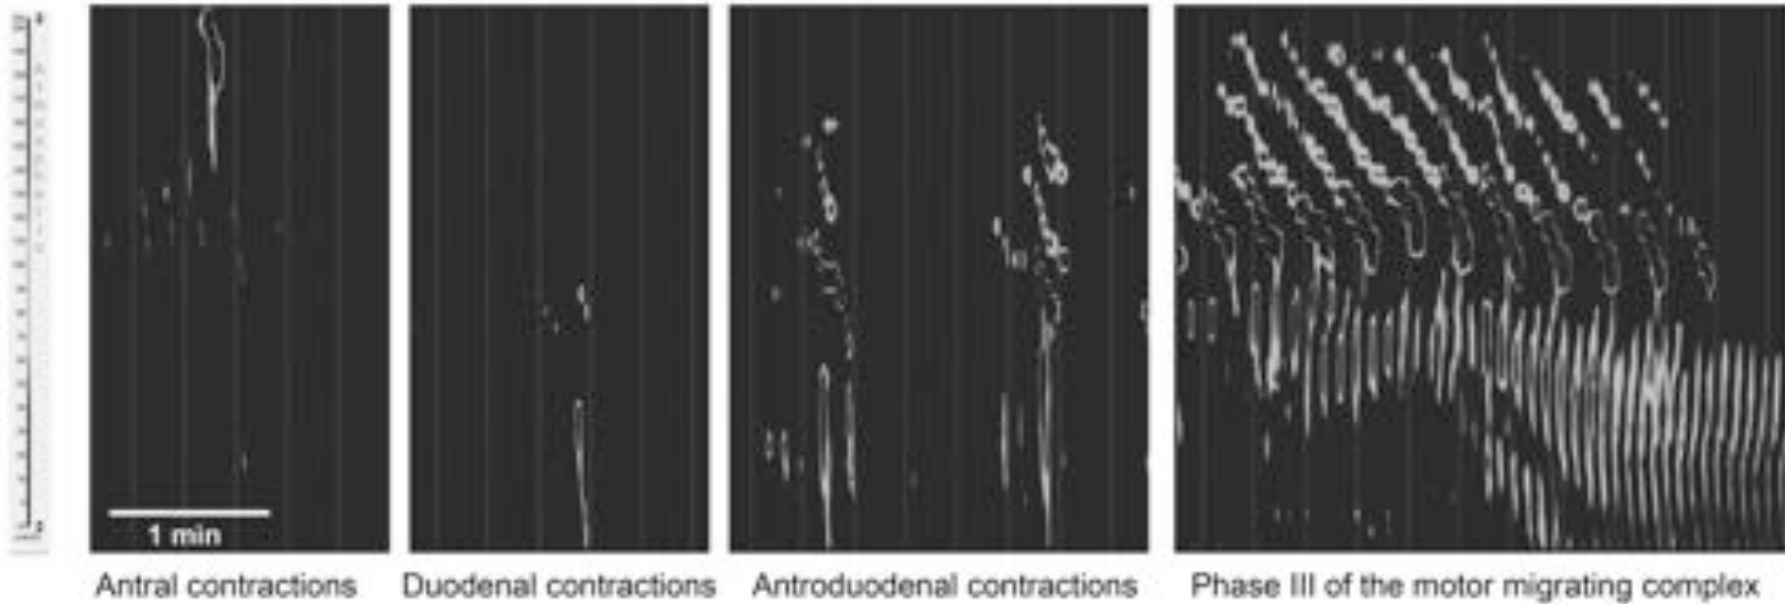 1 min
Antral contractions
Duodenal contractions
Antroduodenal contractions
Phase III of the motor migrating complex